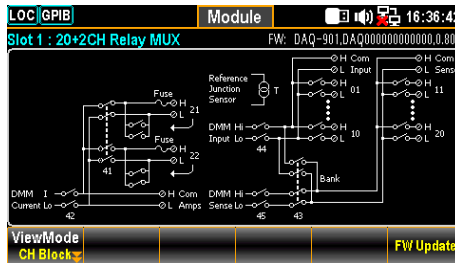 LOC GPIB Module 16:36:42
Slot 1 : 20+2CH Relay MUX FW: DAQ-901,DAQ000000000000,0.80
H Com H Com
L Input L Sens
Reference
Junction
Sensor
T
H 01 H 11
L L
Fuse
H 21
L
DMM Hi
Input Lo
44
H 10 H 20
L L
Fuse
H 22
L
41
Bank
DMM I
Current Lo
42
H Com
L Amps
DMM Hi
Sense Lo
45 43
ViewMode
CH Block
FW Update